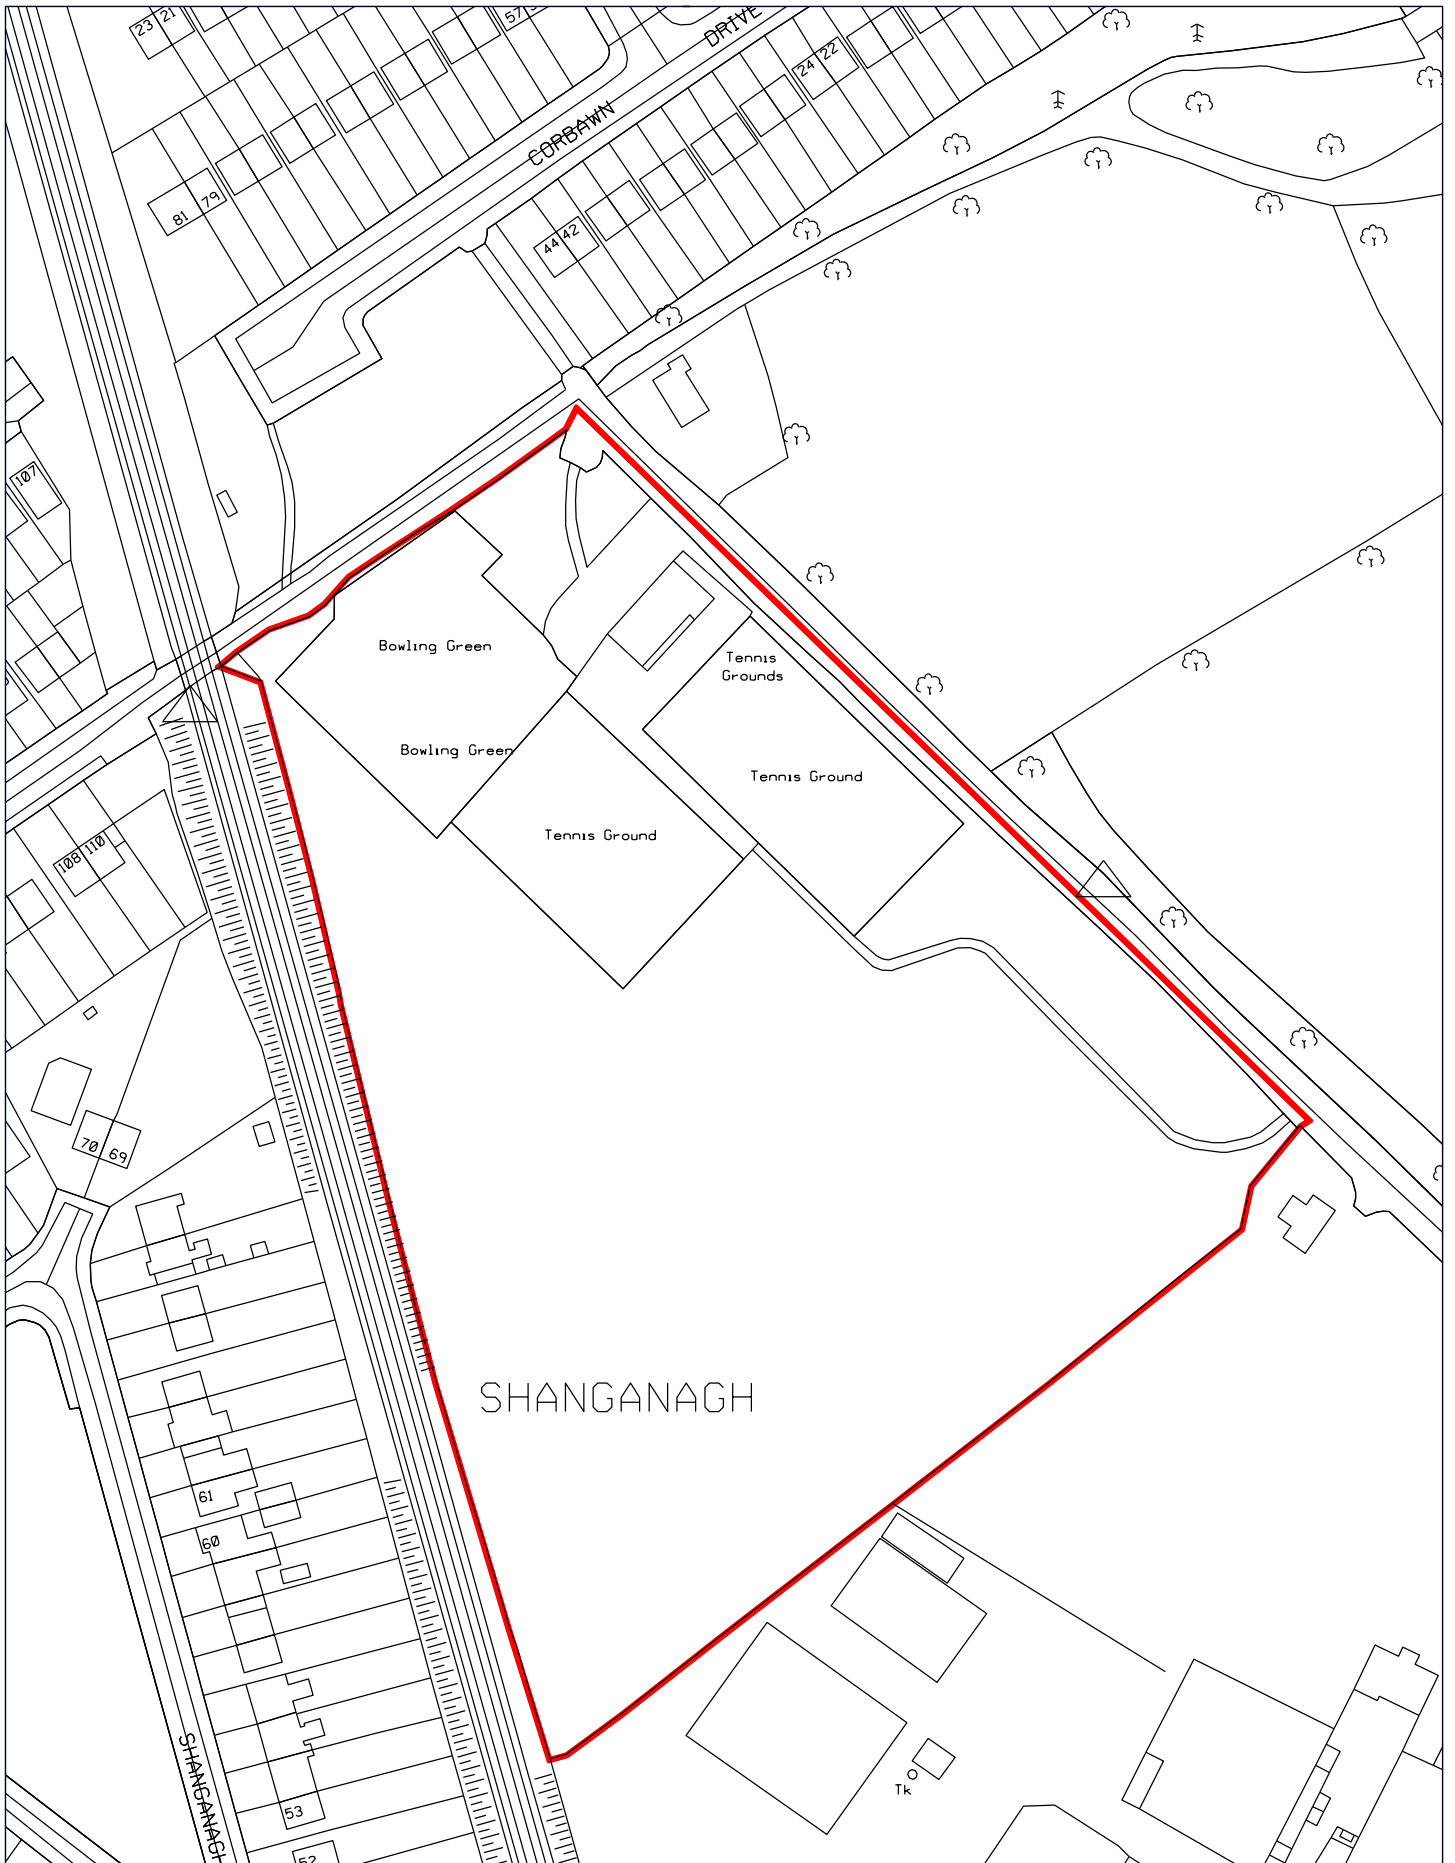 23 21
57
DRIVE
24 22
CORBAWN
81 79
44 42
107
Bowling Green
Tennis
Grounds
Bowling Green
Tennis Ground
Tennis Ground
108 110
70 69
SHANGANAGH
61
60
SHANGANAGH
Tk
53
52